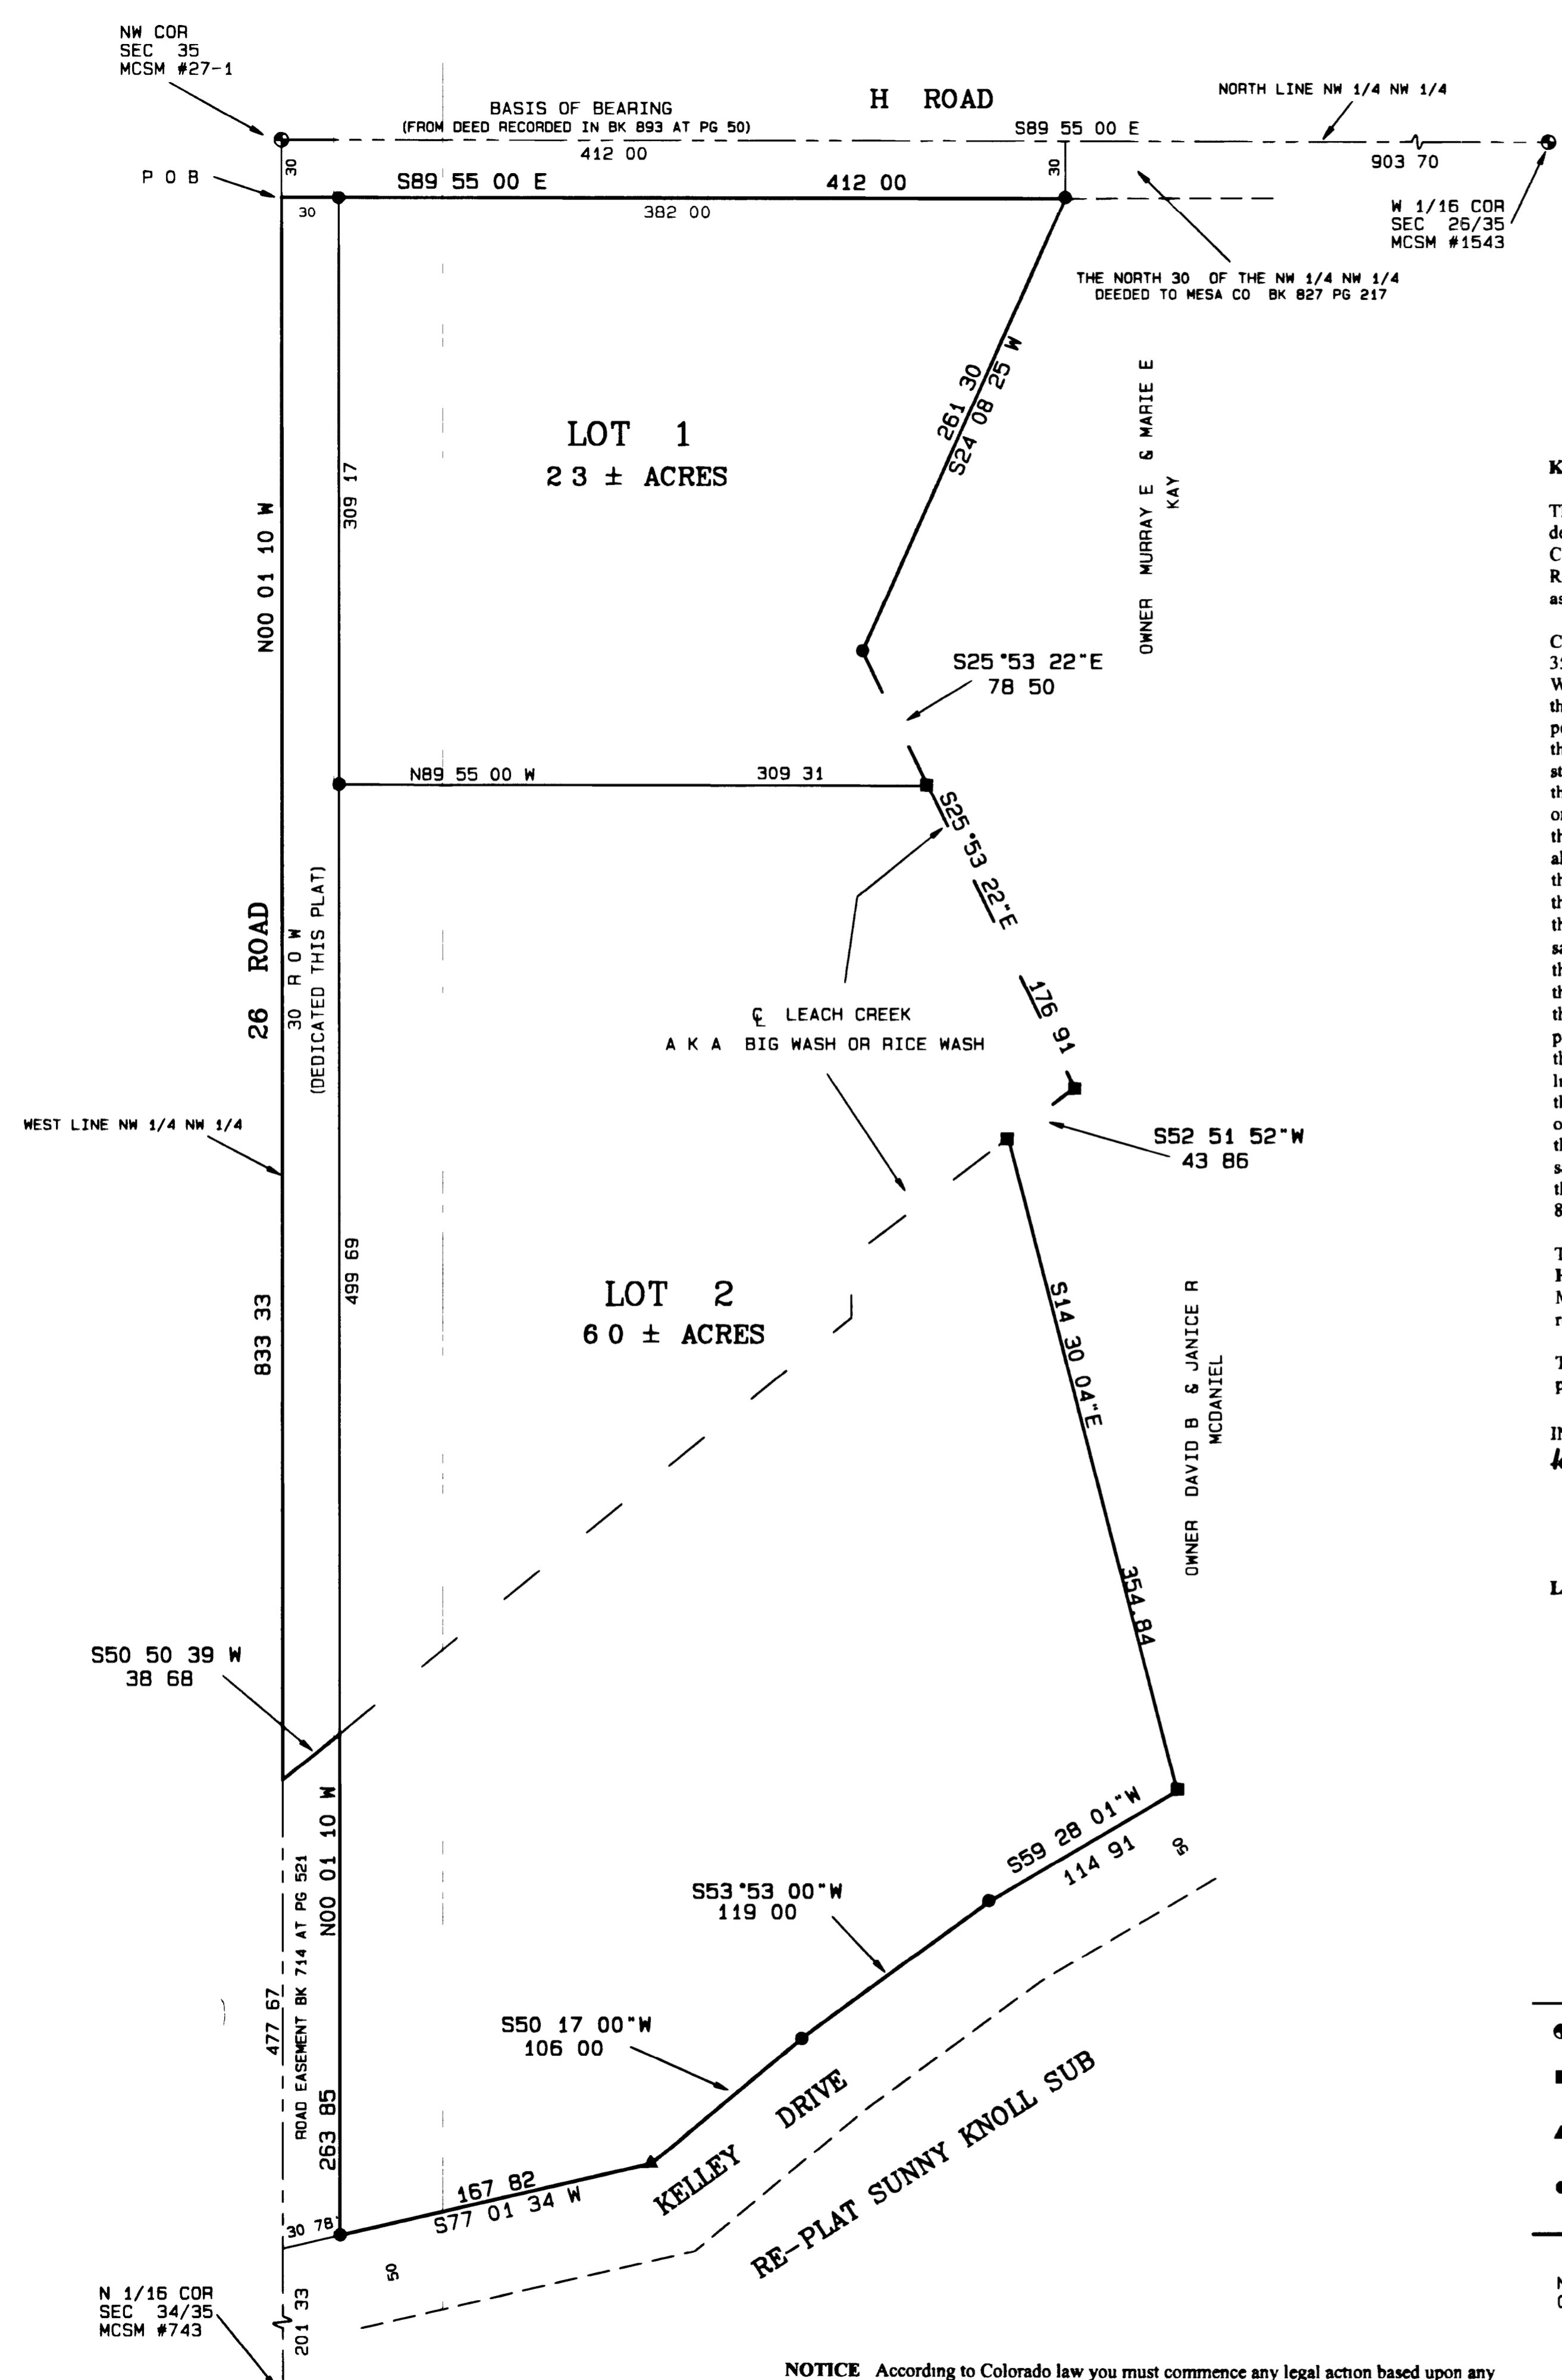 NW COR
SEC 35
MCSM #27-1
BASIS OF BEARING
(FROM DEED RECORDED IN BK 893 AT PG 50)
H ROAD
NORTH LINE NW 1/4 NW 1/4
S89 55 00 E
412 00
903 70
30
30
P O B
S89 55 00 E
412 00
30
382 00
W 1/16 COR
SEC 26/35
MCSM #1543
THE NORTH 30 OF THE NW 1/4 NW 1/4
DEEDED TO MESA CO BK 827 PG 217
261 30
S24 08 25 W
OWNER MURRAY E & MARIE E
KAY
LOT 1
2 3 ± ACRES
309 17
N00 01 10 W
S25°53 22"E
78 50
N89 55 00 W
309 31
S25°53 22"E
176 91
26 ROAD
30 R O W
(DEDICATED THIS PLAT)
℄ LEACH CREEK
A K A BIG WASH OR RICE WASH
WEST LINE NW 1/4 NW 1/4
S52 51 52"W
43 86
499 69
833 33
LOT 2
6 0 ± ACRES
S14 30 04"E
354.84
OWNER DAVID B & JANICE R
MCDANIEL
S50 50 39 W
38 68
N00 01 10 W
263 85
ROAD EASEMENT BK 714 AT PG 521
477 67
S59 28 01"W
114 91
50
S53°53 00"W
119 00
S50 17 00"W
106 00
KELLEY DRIVE
RE-PLAT SUNNY KNOLL SUB
167 82
S77 01 34 W
30 78'
50
N 1/16 COR
SEC 34/35
MCSM #743
201 33
NOTICE According to Colorado law you must commence any legal action based upon any